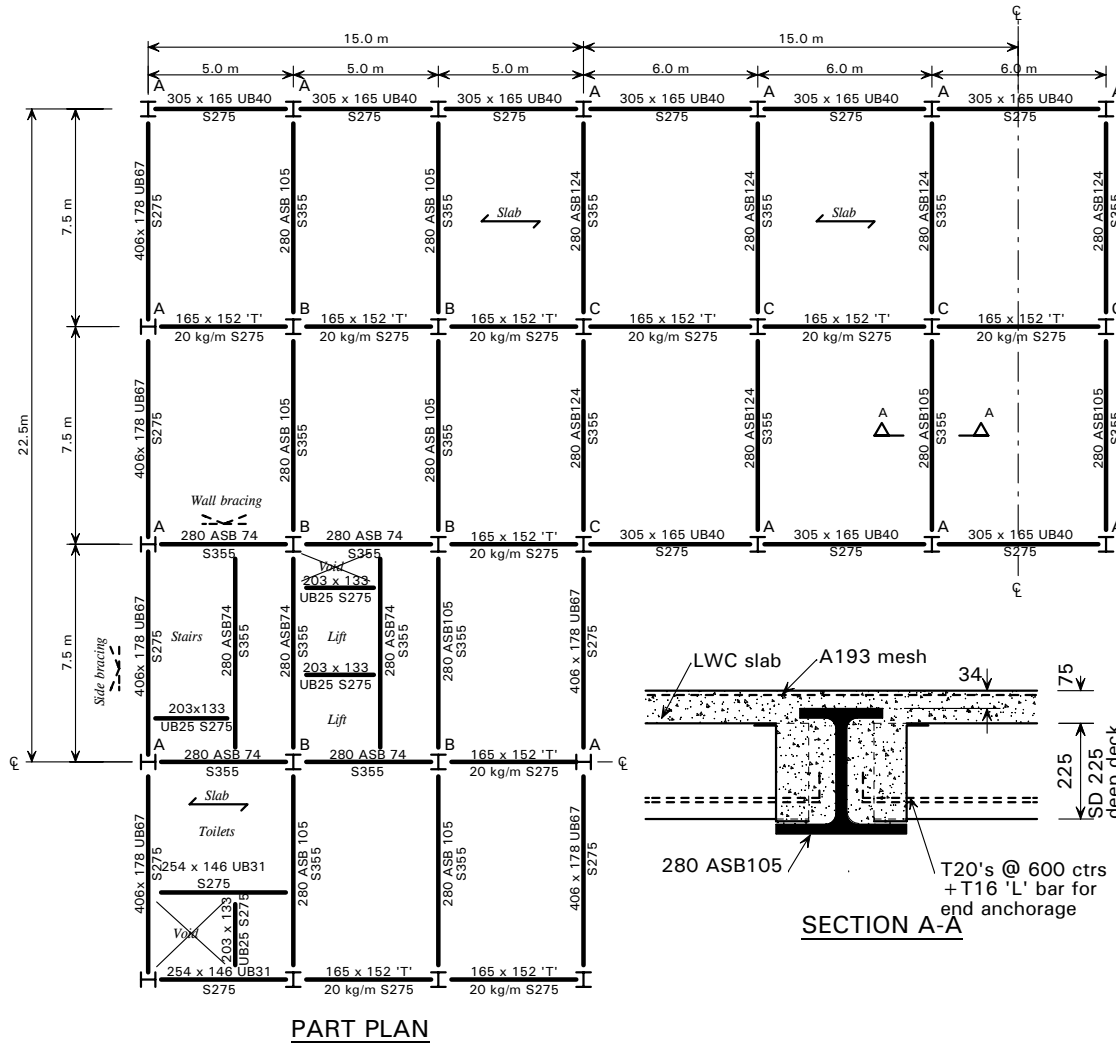 ℄
15.0 m 15.0 m
5.0 m 5.0 m 5.0 m 6.0 m 6.0 m 6.0 m
A A A A A A A
305 x 165 UB40 305 x 165 UB40 305 x 165 UB40 305 x 165 UB40 305 x 165 UB40 305 x 165 UB40
S275 S275 S275 S275 S275 S275
22.5m
7.5 m
406x 178 UB67
S275
280 ASB 105
S355
280 ASB 105
S355
Slab
280 ASB124
S355
280 ASB124
S355
Slab
280 ASB124
S355
280 ASB124
S355
A B B C C C C
165 x 152 'T' 165 x 152 'T' 165 x 152 'T' 165 x 152 'T' 165 x 152 'T' 165 x 152 'T'
20 kg/m S275 20 kg/m S275 20 kg/m S275 20 kg/m S275 20 kg/m S275 20 kg/m S275
7.5 m
406x 178 UB67
S275
280 ASB 105
S355
280 ASB 105
S355
280 ASB124
S355
280 ASB124
S355
280 ASB105
S355
280 ASB105
S355
A A
Wall bracing
A B B C A A A
280 ASB 74 280 ASB 74 165 x 152 'T' 305 x 165 UB40 305 x 165 UB40 305 x 165 UB40
S355 S355 20 kg/m S275 S275 S275 S275
℄
7.5 m
Side bracing
406x 178 UB67
S275
Stairs
280 ASB74
S355
203x133
UB25 S275
280 ASB74
S355
Void
203 x 133
UB25 S275
Lift
203 x 133
UB25 S275
Lift
280 ASB74
S355
280 ASB105
S355
406 x 178 UB67
S275
℄
A B B A
280 ASB 74 280 ASB 74 165 x 152 'T'
S355 S355 20 kg/m S275
℄
406x 178 UB67
S275
Slab
Toilets
254 x 146 UB31
S275
Void
203 x 133
UB25 S275
280 ASB 105
S355
406 x 178 UB67
S275
254 x 146 UB31 165 x 152 'T' 165 x 152 'T'
S275 20 kg/m S275 20 kg/m S275
PART PLAN
LWC slab
A193 mesh
34
75
225
SD 225
deep deck
280 ASB105
T20's @ 600 ctrs
+T16 'L' bar for
end anchorage
SECTION A-A